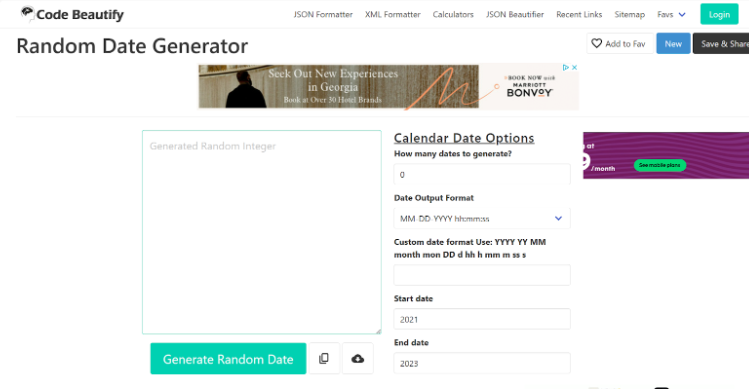 Code Beautify
JSON Formatter XML Formatter Calculators JSON Beautifier Recent Links Sitemap Favs Login
Random Date Generator
Add to Fav New Save & Share
Seek Out New Experiences
in Georgia
Book at Over 30 Hotel Brands
BOOK NOW with
MARRIOTT
BONVOY
Generated Random Integer
Calendar Date Options
How many dates to generate?
0
Date Output Format
MM-DD-YYYY hh:mm:ss
Custom date format Use: YYYY YY MM
month mon DD d hh h mm m ss s
Start date
2021
End date
2023
Generate Random Date
at
/month
See mobile plans